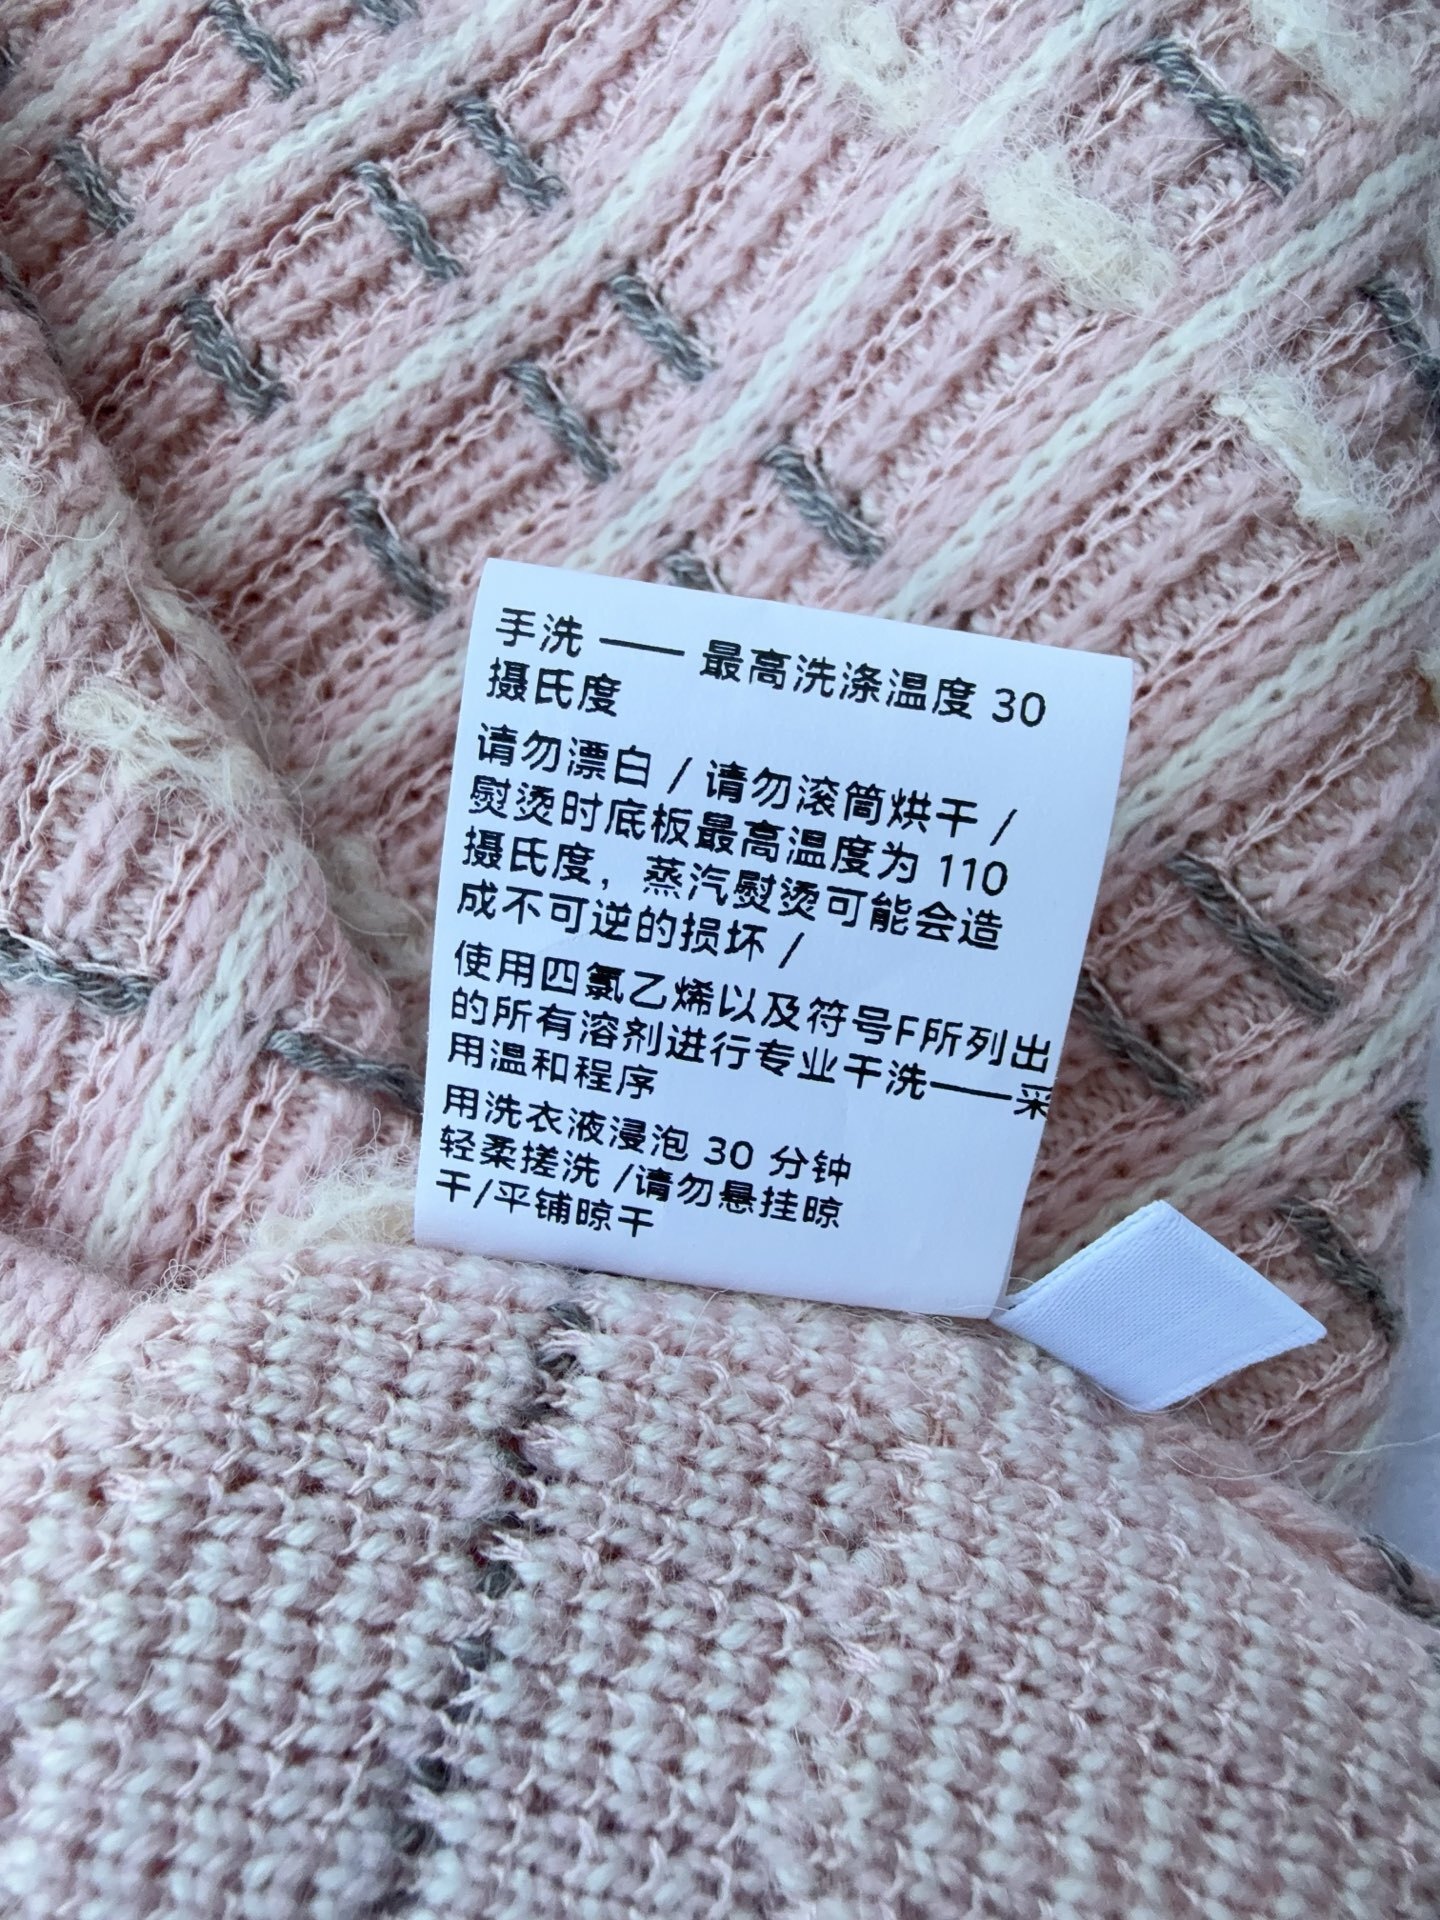 手洗 —— 最高洗涤温度 30
摄氏度
请勿漂白 / 请勿滚筒烘干 /
熨烫时底板最高温度为 110
摄氏度，蒸汽熨烫可能会造
成不可逆的损坏 /
使用四氯乙烯以及符号F所列出
的所有溶剂进行专业干洗——采
用温和程序
用洗衣液浸泡 30 分钟
轻柔搓洗 /请勿悬挂晾
干/平铺晾干